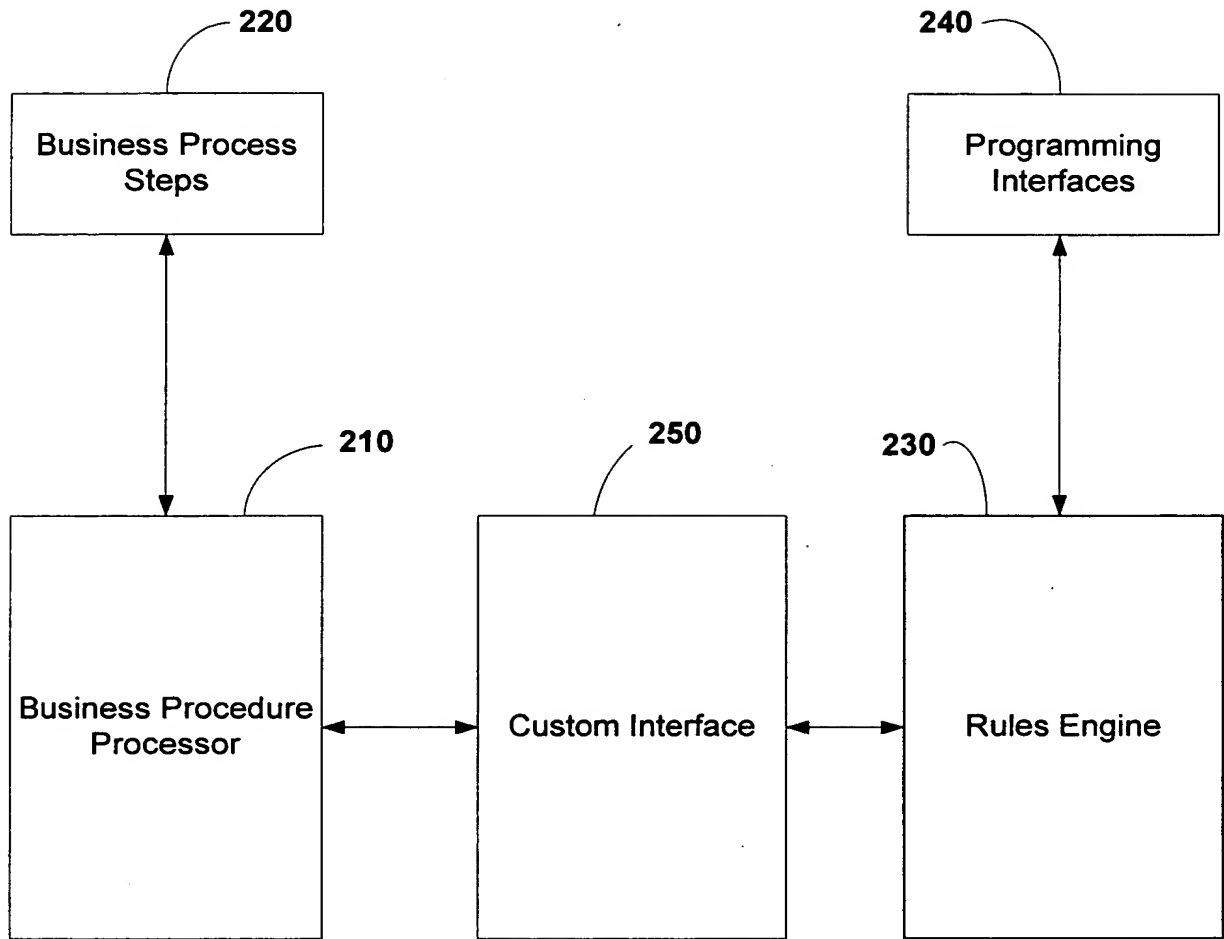 220
240
Business Process
Steps
Programming
Interfaces
210
250
230
Business Procedure
Processor
Custom Interface
Rules Engine